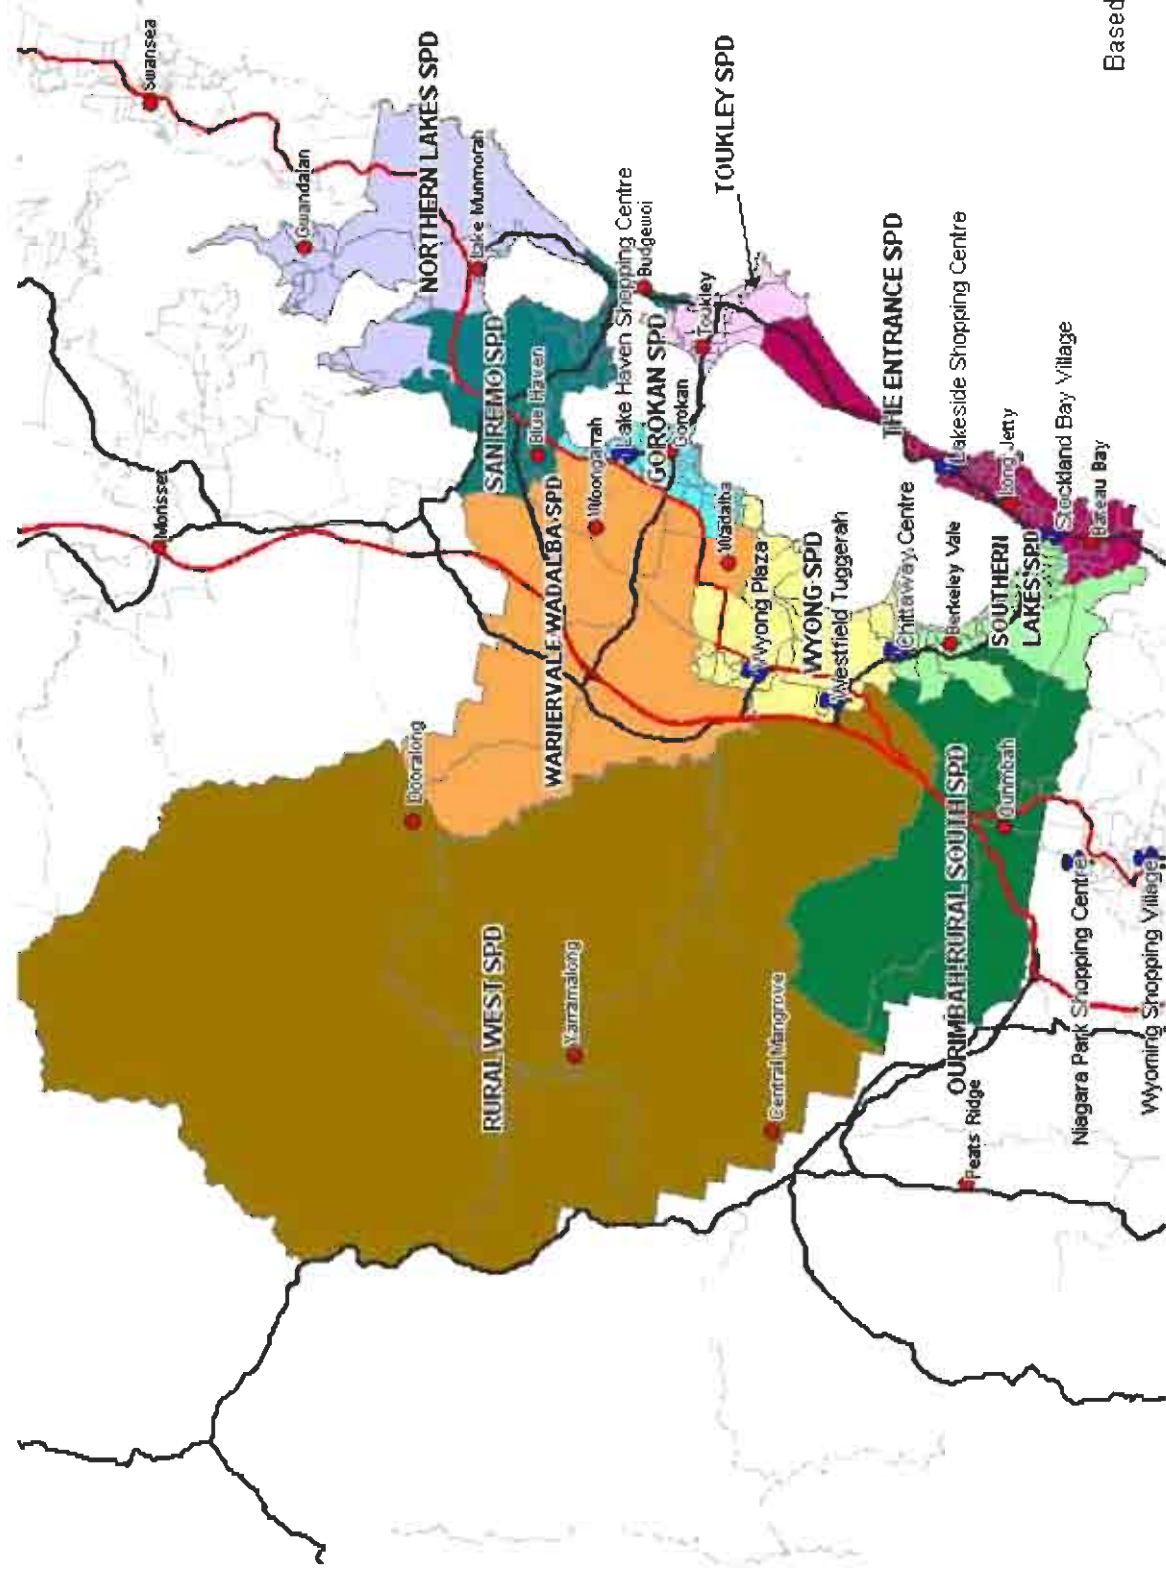 Swansea
Gwandalan
NORTHERN LAKES SPD
Lake Munmorah
Morisset
SAN REMO SPD
Blue Haven
Lake Haven Shopping Centre
Budgewoi
TOUKLEY SPD
Toukley
GOROKAN SPD
Gorokan
Woongarrah
WARNERVALE WADALBA SPD
Wadalba
Dooralong
Wyong Plaza
WYONG SPD
Westfield Tuggerah
THE ENTRANCE SPD
Lakeside Shopping Centre
Long Jetty
Stockland Bay Village
Bateau Bay
Chittaway Centre
Berkeley Vale
SOUTHERN
LAKES SPD
RURAL WEST SPD
Yarramalong
Central Mangrove
OURIMBAH RURAL SOUTH SPD
Ourimbah
Peats Ridge
Niagara Park Shopping Centre
Wyoming Shopping Village
Based